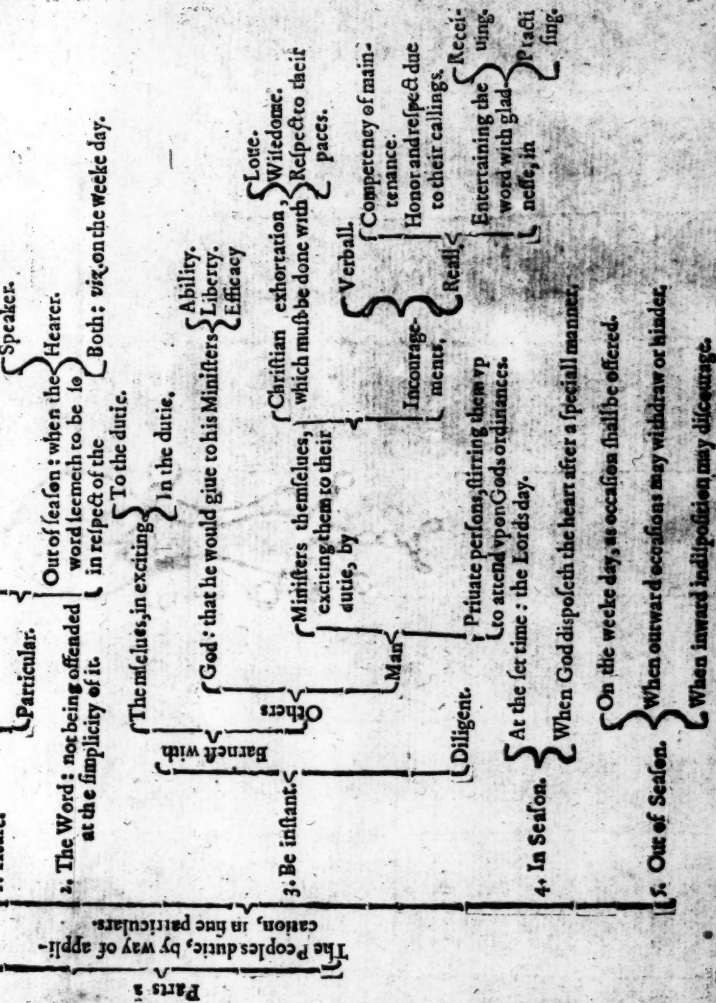 Parts 2
The Peoples dutie, by way of appli-
cation, in fiue particulars.
Particular.
2. The Word: not being offended
at the ſimplicity of it.
Out of ſeaſon: when the
word ſeemeth to be ſo
in reſpect of the
Speaker.
Hearer.
Both: viz. on the weeke day.
3. Be inſtant.
Earneſt with
Themſelues, in exciting
To the dutie.
In the dutie,
Others
God: that he would giue to his Miniſters
Ability.
Liberty.
Efficacy
Man
Miniſters themſelues,
exciting them to their
dutie, by
Chriſtian exhortation,
which muſt be done with
Loue.
Wiſedome.
Reſpect to their
paces.
Incourage-
ments,
Verball
Reall,
Competency of main-
tenance.
Honor and reſpect due
to their callings.
Entertaining the
word with glad-
neſſe, in
Recei-
uing.
Practi
ſing.
Priuate perſons, ſtirring them vp
to attend vpon Gods ordinances.
Diligent.
4. In Seaſon.
At the ſet time: the Lords day.
When God diſpoſeth the heart after a ſpeciall manner,
5. Out of Seaſon.
On the weeke day, as occaſion ſhall be offered.
When outward occaſions may withdraw or hinder,
When inward indiſpoſition may diſcourage.